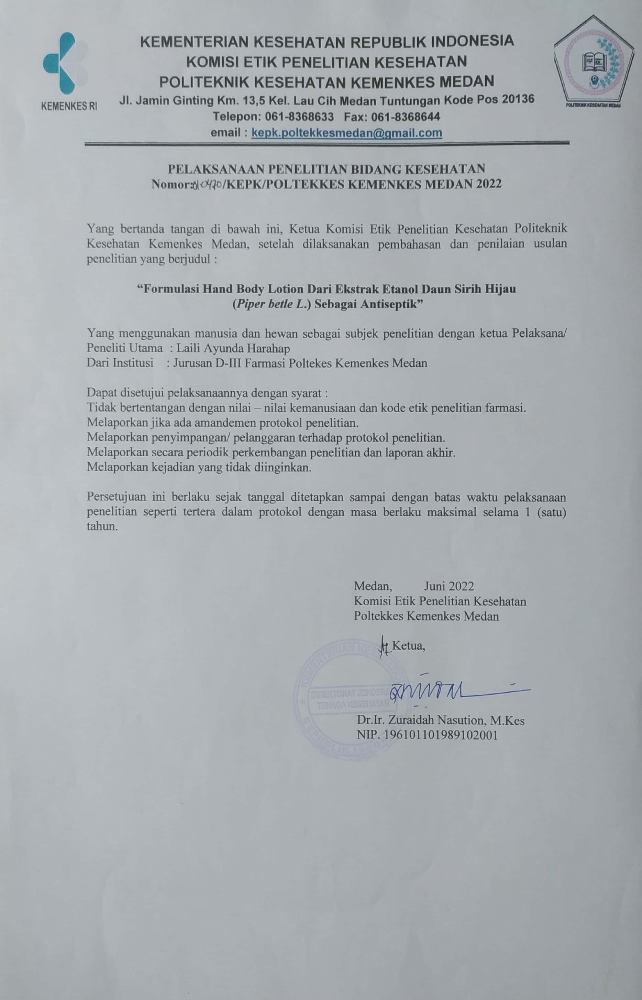 KEMENTERIAN KESEHATAN REPUBLIK INDONESIA
KOMISI ETIK PENELITIAN KESEHATAN
POLITEKNIK KESEHATAN KEMENKES MEDAN
Jl. Jamin Ginting Km. 13,5 Kel. Lau Cih Medan Tuntungan Kode Pos 20136
Telepon: 061-8368633 Fax: 061-8368644
email : kepk.poltekkesmedan@gmail.com
KEMENKES RI
POLITEKNIK KESEHATAN MEDAN
PELAKSANAAN PENELITIAN BIDANG KESEHATAN
Nomor: /KEPK/POLTEKKES KEMENKES MEDAN 2022
Yang bertanda tangan di bawah ini, Ketua Komisi Etik Penelitian Kesehatan Politeknik
Kesehatan Kemenkes Medan, setelah dilaksanakan pembahasan dan penilaian usulan
penelitian yang berjudul :
“Formulasi Hand Body Lotion Dari Ekstrak Etanol Daun Sirih Hijau
(Piper betle L.) Sebagai Antiseptik”
Yang menggunakan manusia dan hewan sebagai subjek penelitian dengan ketua Pelaksana/
Peneliti Utama : Laili Ayunda Harahap
Dari Institusi : Jurusan D-III Farmasi Poltekes Kemenkes Medan
Dapat disetujui pelaksanaannya dengan syarat :
Tidak bertentangan dengan nilai – nilai kemanusiaan dan kode etik penelitian farmasi.
Melaporkan jika ada amandemen protokol penelitian.
Melaporkan penyimpangan/ pelanggaran terhadap protokol penelitian.
Melaporkan secara periodik perkembangan penelitian dan laporan akhir.
Melaporkan kejadian yang tidak diinginkan.
Persetujuan ini berlaku sejak tanggal ditetapkan sampai dengan batas waktu pelaksanaan
penelitian seperti tertera dalam protokol dengan masa berlaku maksimal selama 1 (satu)
tahun.
Medan, Juni 2022
Komisi Etik Penelitian Kesehatan
Poltekkes Kemenkes Medan
Ketua,
KEMENTERIAN KESEHATAN
DIREKTORAT JENDERAL
TENAGA KESEHATAN
REPUBLIK INDONESIA
Dr.Ir. Zuraidah Nasution, M.Kes
NIP. 196101101989102001